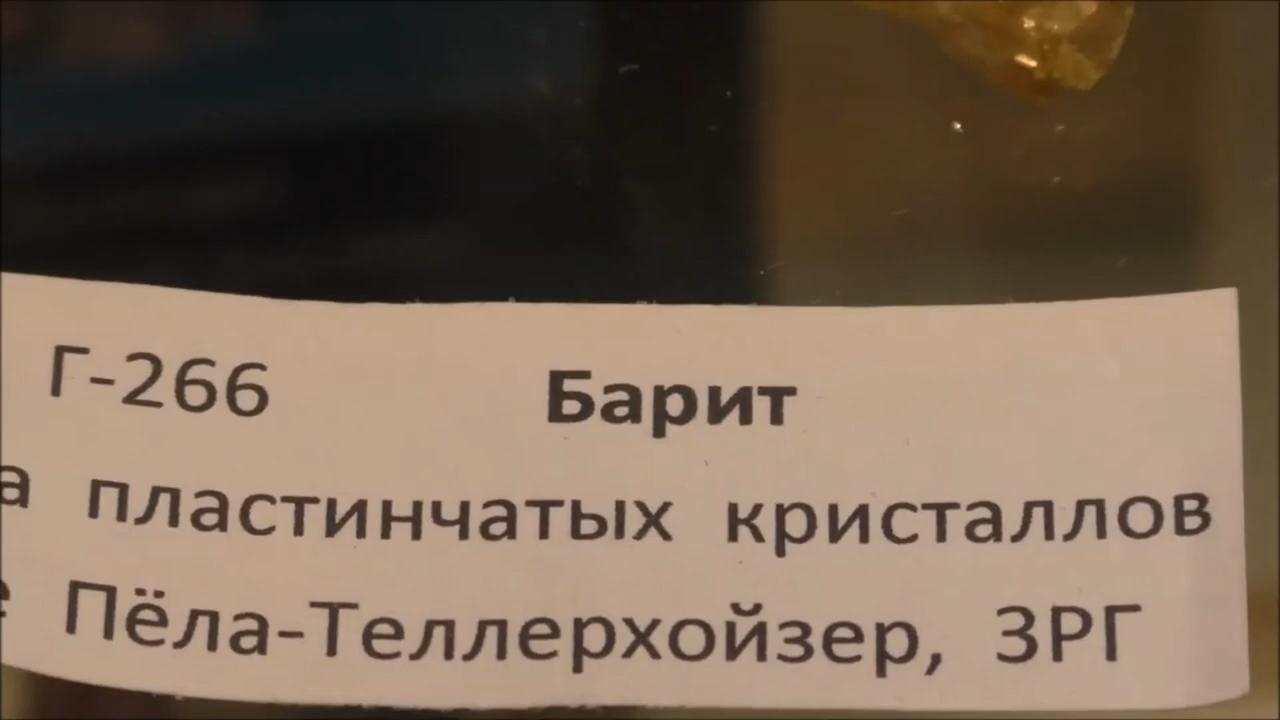 Г-266 Барит
а пластинчатых кристаллов
Пёла-Теллерхойзер, ЗРГ